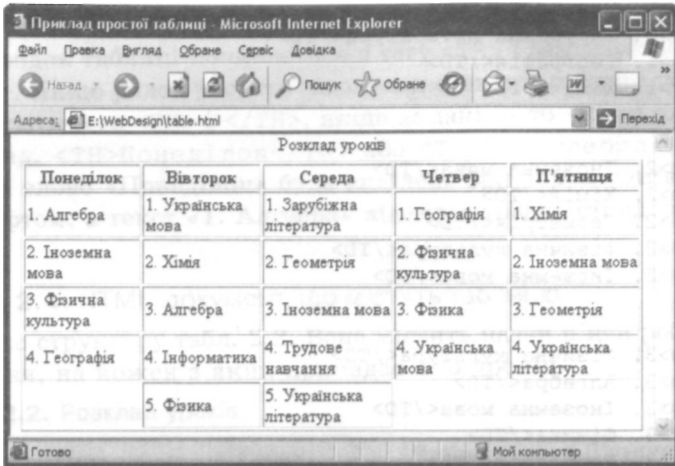 Приклад простої таблиці - Microsoft Internet Explorer
Файл Правка Вигляд Обране Сервіс Довідка
Назад Пошук Обране
Адреса: E:\WebDesign\table.html Перехід
Розклад уроків
Понеділок Вівторок Середа Четвер П'ятниця
1. Алгебра 1. Українська мова 1. Зарубіжна література 1. Географія 1. Хімія
2. Іноземна мова 2. Хімія 2. Геометрія 2. Фізична культура 2. Іноземна мова
3. Фізична культура 3. Алгебра 3. Іноземна мова 3. Фізика 3. Геометрія
4. Географія 4. Інформатика 4. Трудове навчання 4. Українська мова 4. Українська література
5. Фізика 5. Українська література
Готово Мой компьютер